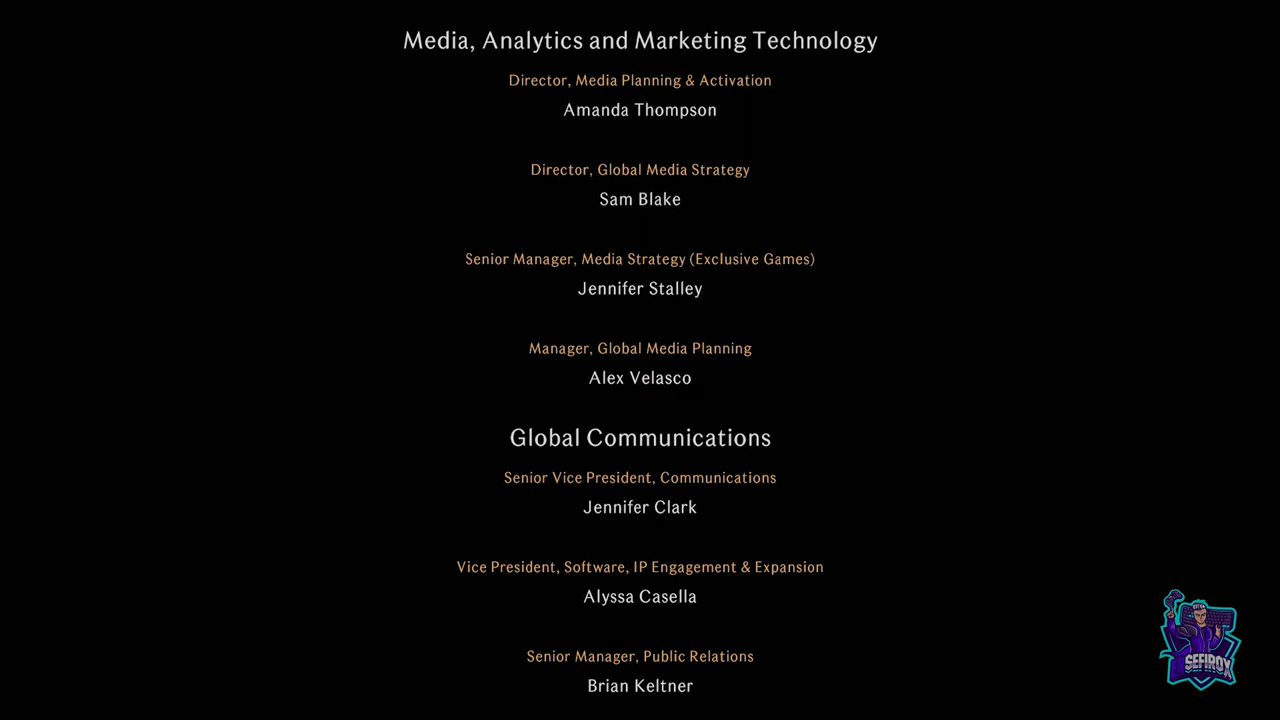 Media, Analytics and Marketing Technology
Director, Media Planning & Activation
Amanda Thompson
Director, Global Media Strategy
Sam Blake
Senior Manager, Media Strategy (Exclusive Games)
Jennifer Stalley
Manager, Global Media Planning
Alex Velasco
Global Communications
Senior Vice President, Communications
Jennifer Clark
Vice President, Software, IP Engagement & Expansion
Alyssa Casella
Senior Manager, Public Relations
Brian Keltner
SEFIROX